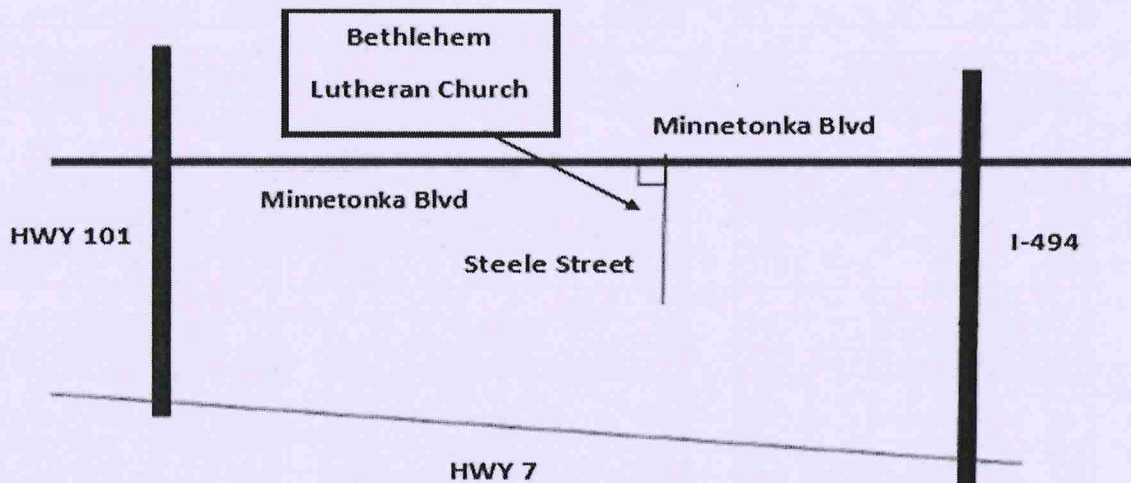 Bethlehem
Lutheran Church
Minnetonka Blvd
Minnetonka Blvd
HWY 101
I-494
Steele Street
HWY 7